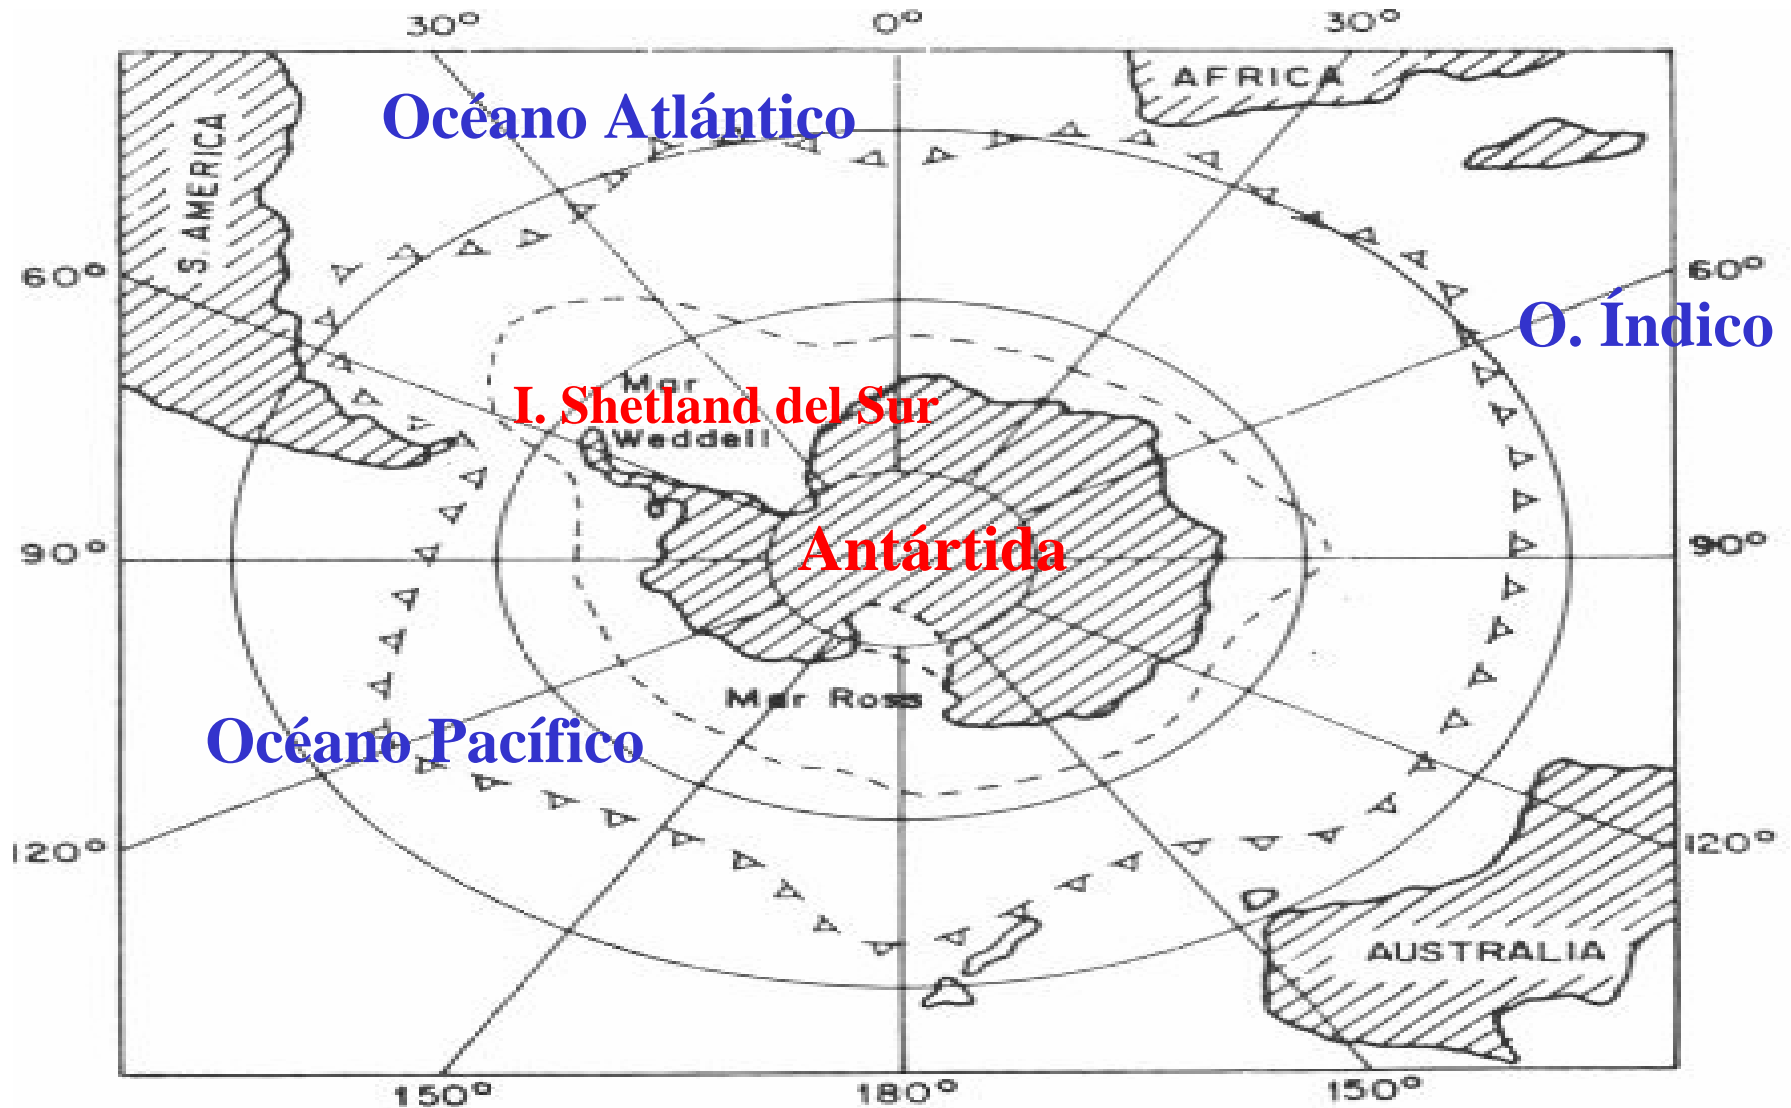 30° 0° 30°
AFRICA
Océano Atlántico
S. AMERICA
60° 60°
O. Índico
Mar
I. Shetland del Sur
Weddell
90° Antártida 90°
Mar Ross
Océano Pacífico
120° 120°
AUSTRALIA
150° 180° 150°